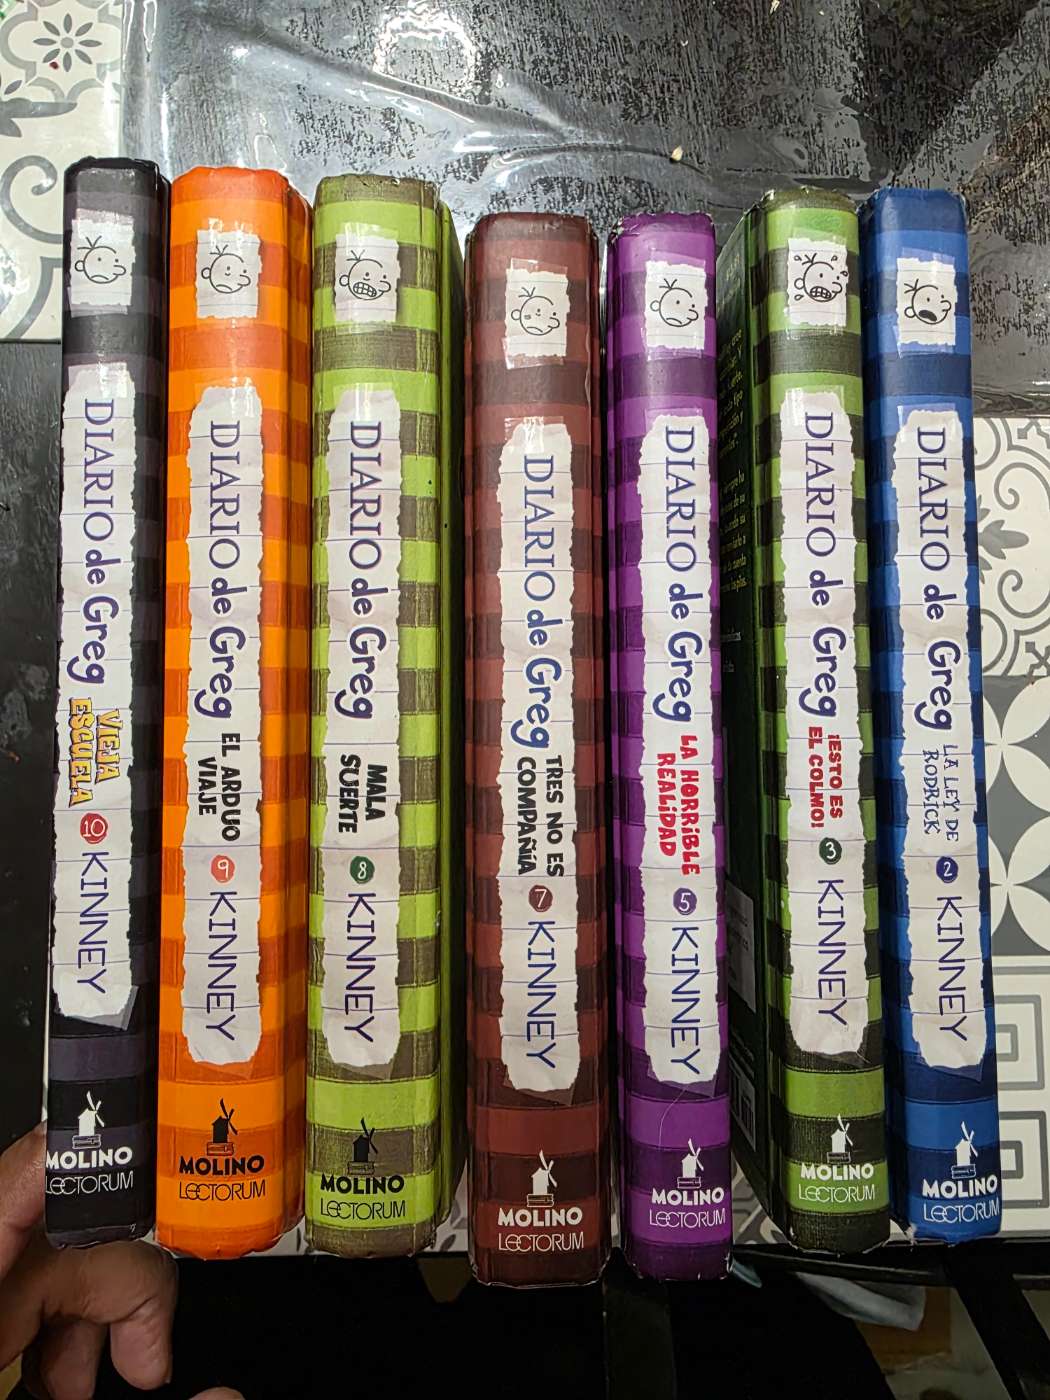 DIARIO de Greg
VIEJA
ESCUELA
10
KINNEY
MOLINO
LECTORUM
DIARIO de Greg
EL ARDUO
VIAJE
9
KINNEY
MOLINO
LECTORUM
DIARIO de Greg
MALA
SUERTE
8
KINNEY
MOLINO
LECTORUM
DIARIO de Greg
TRES NO ES
COMPAÑÍA
7
KINNEY
MOLINO
LECTORUM
DIARIO de Greg
LA HORRiBLE
REALiDAD
5
KINNEY
MOLINO
LECTORUM
DIARIO de Greg
¡ESTO ES
EL COLMO!
3
KINNEY
MOLINO
LECTORUM
DIARIO de Greg
LA LEY DE
RODRICK
2
KINNEY
MOLINO
LECTORUM